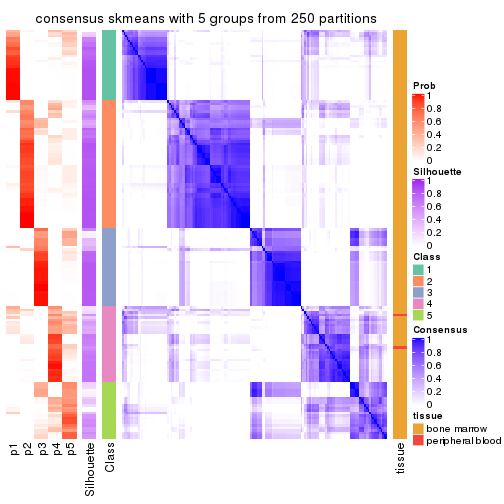 consensus skmeans with 5 groups from 250 partitions
p1
p2
p3
p4
p5
Silhouette
Class
tissue
Prob
1
0.8
0.6
0.4
0.2
0
Silhouette
1
0.8
0.6
0.4
0.2
0
Class
1
2
3
4
5
Consensus
1
0.8
0.6
0.4
0.2
0
tissue
bone marrow
peripheral blood